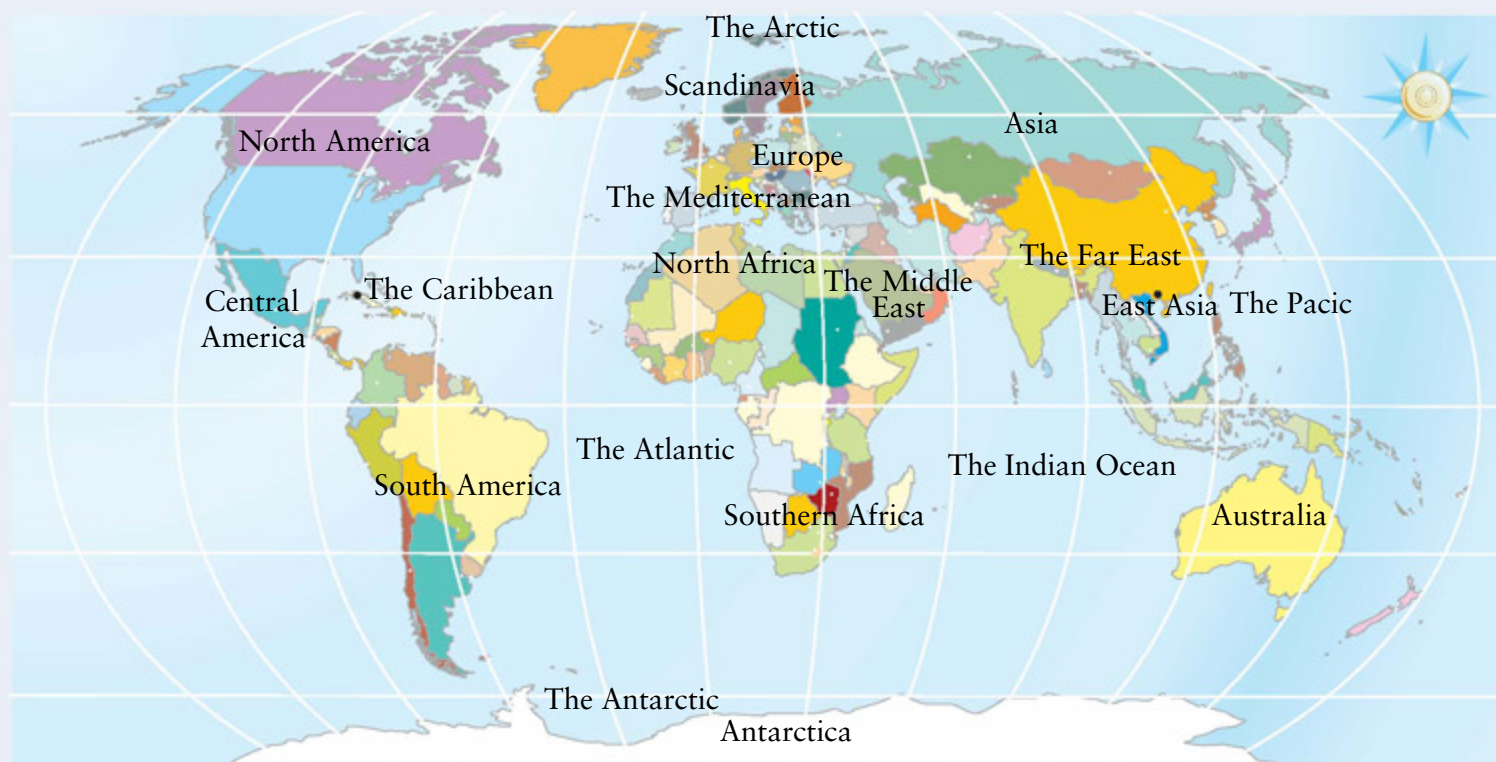 The Arctic
Scandinavia
North America
Asia
Europe
The Mediterranean
North Africa
The Far East
The Middle
East
The Caribbean
Central
America
East Asia
The Pacic
The Atlantic
The Indian Ocean
South America
Southern Africa
Australia
The Antarctic
Antarctica